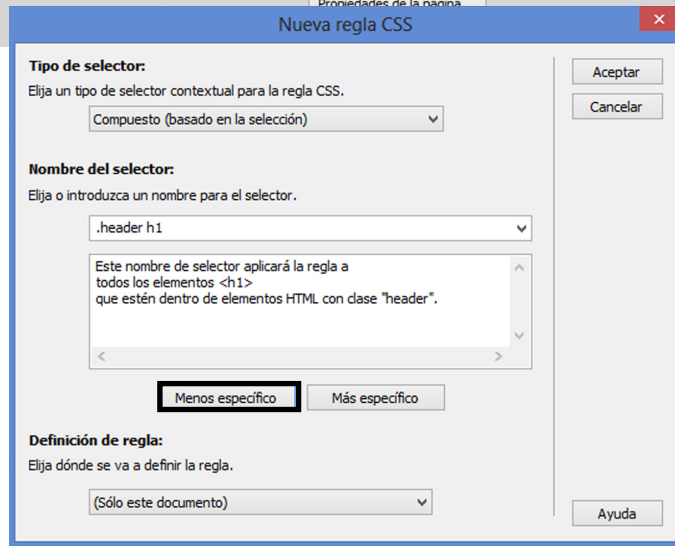 Propiedades de la página...
Nueva regla CSS
Tipo de selector:
Elija un tipo de selector contextual para la regla CSS.
Compuesto (basado en la selección)
Nombre del selector:
Elija o introduzca un nombre para el selector.
.header h1
Este nombre de selector aplicará la regla a
todos los elementos <h1>
que estén dentro de elementos HTML con clase "header".
Menos específico
Más específico
Definición de regla:
Elija dónde se va a definir la regla.
(Sólo este documento)
Aceptar
Cancelar
Ayuda